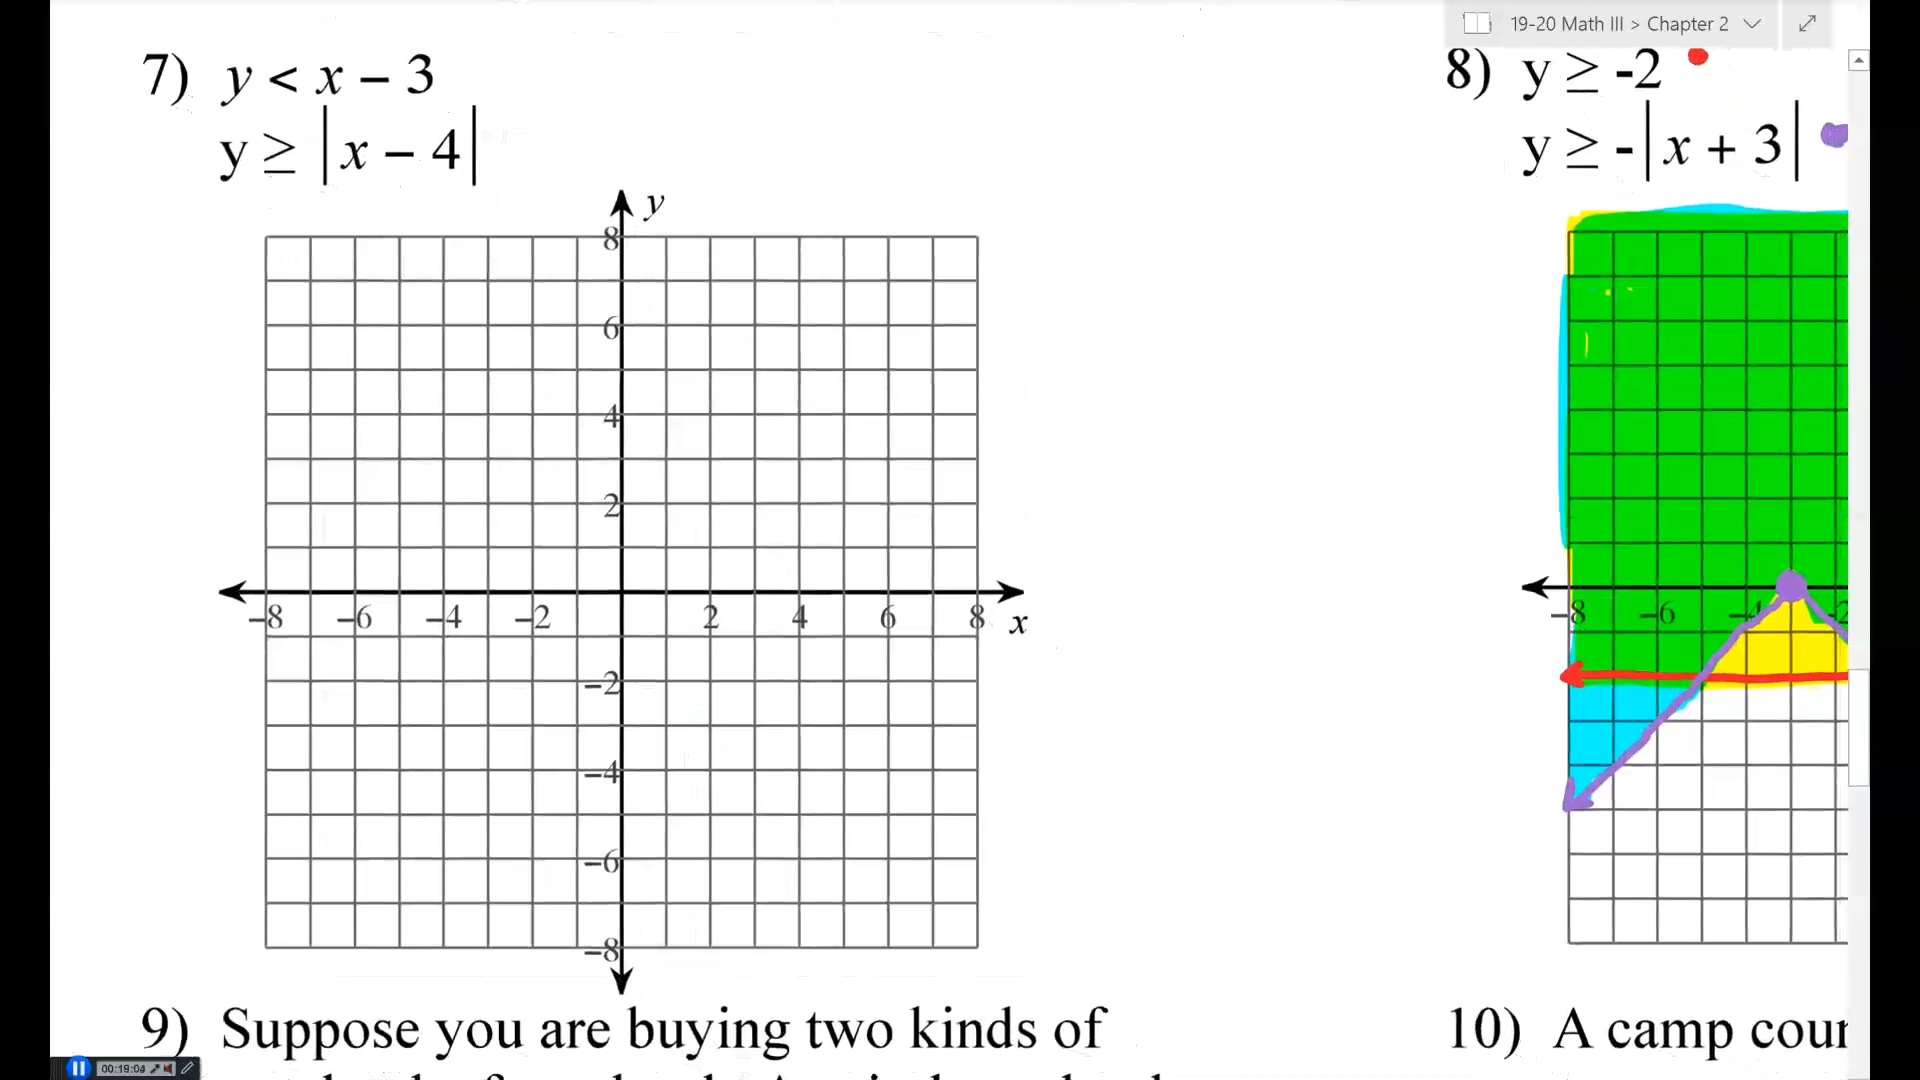 19-20 Math III > Chapter 2
7) y < x – 3
y ≥ |x – 4|
8) y ≥ -2
y ≥ -|x + 3|
y
8
6
4
2
–8 –6 –4 –2 2 4 6 8 x
–2
–4
–6
–8
–8 –6 –4 –2
9) Suppose you are buying two kinds of
10) A camp cour
00:19:04